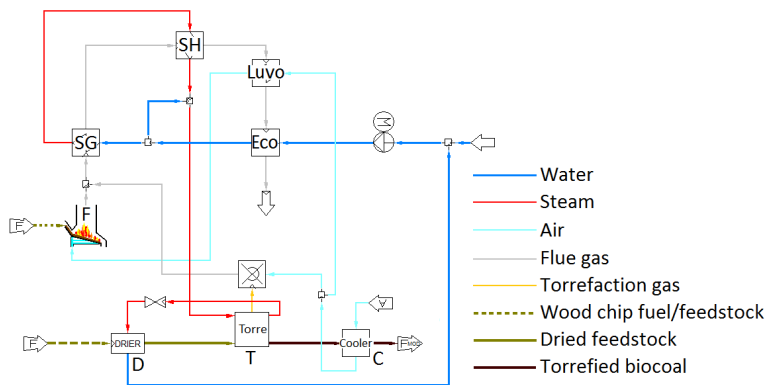 SH
Luvo
M
SG
Eco
Water
Steam
F
F
Air
Flue gas
Torrefaction gas
A
Wood chip fuel/feedstock
Torre
F
DRIER
Cooler
F MOD
Dried feedstock
D
T
C
Torrefied biocoal